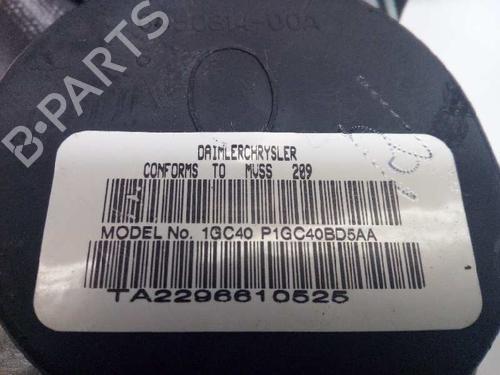 B-PARTS
DAIMLERCHRYSLER
CONFORMS TO MVSS 209
MODEL No. 1GC40 P1GC40BD5AA
TA2296610525